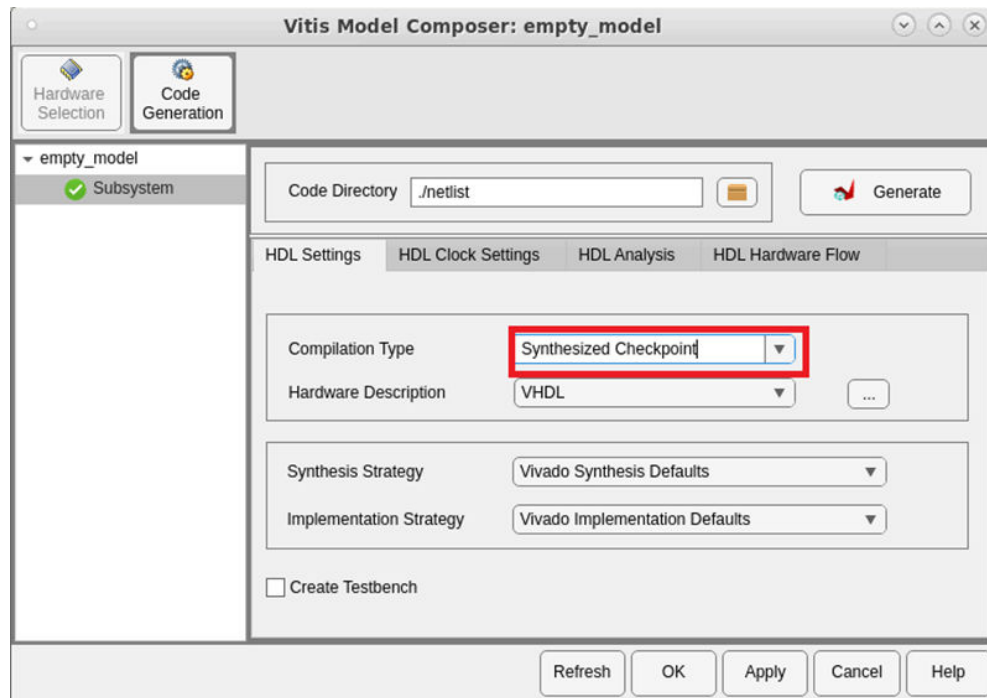 Vitis Model Composer: empty_model
Hardware
Selection
Code
Generation
empty_model
Subsystem
Code Directory ./netlist
Generate
HDL Settings HDL Clock Settings HDL Analysis HDL Hardware Flow
Compilation Type Synthesized Checkpoint
Hardware Description VHDL ...
Synthesis Strategy Vivado Synthesis Defaults
Implementation Strategy Vivado Implementation Defaults
Create Testbench
Refresh OK Apply Cancel Help